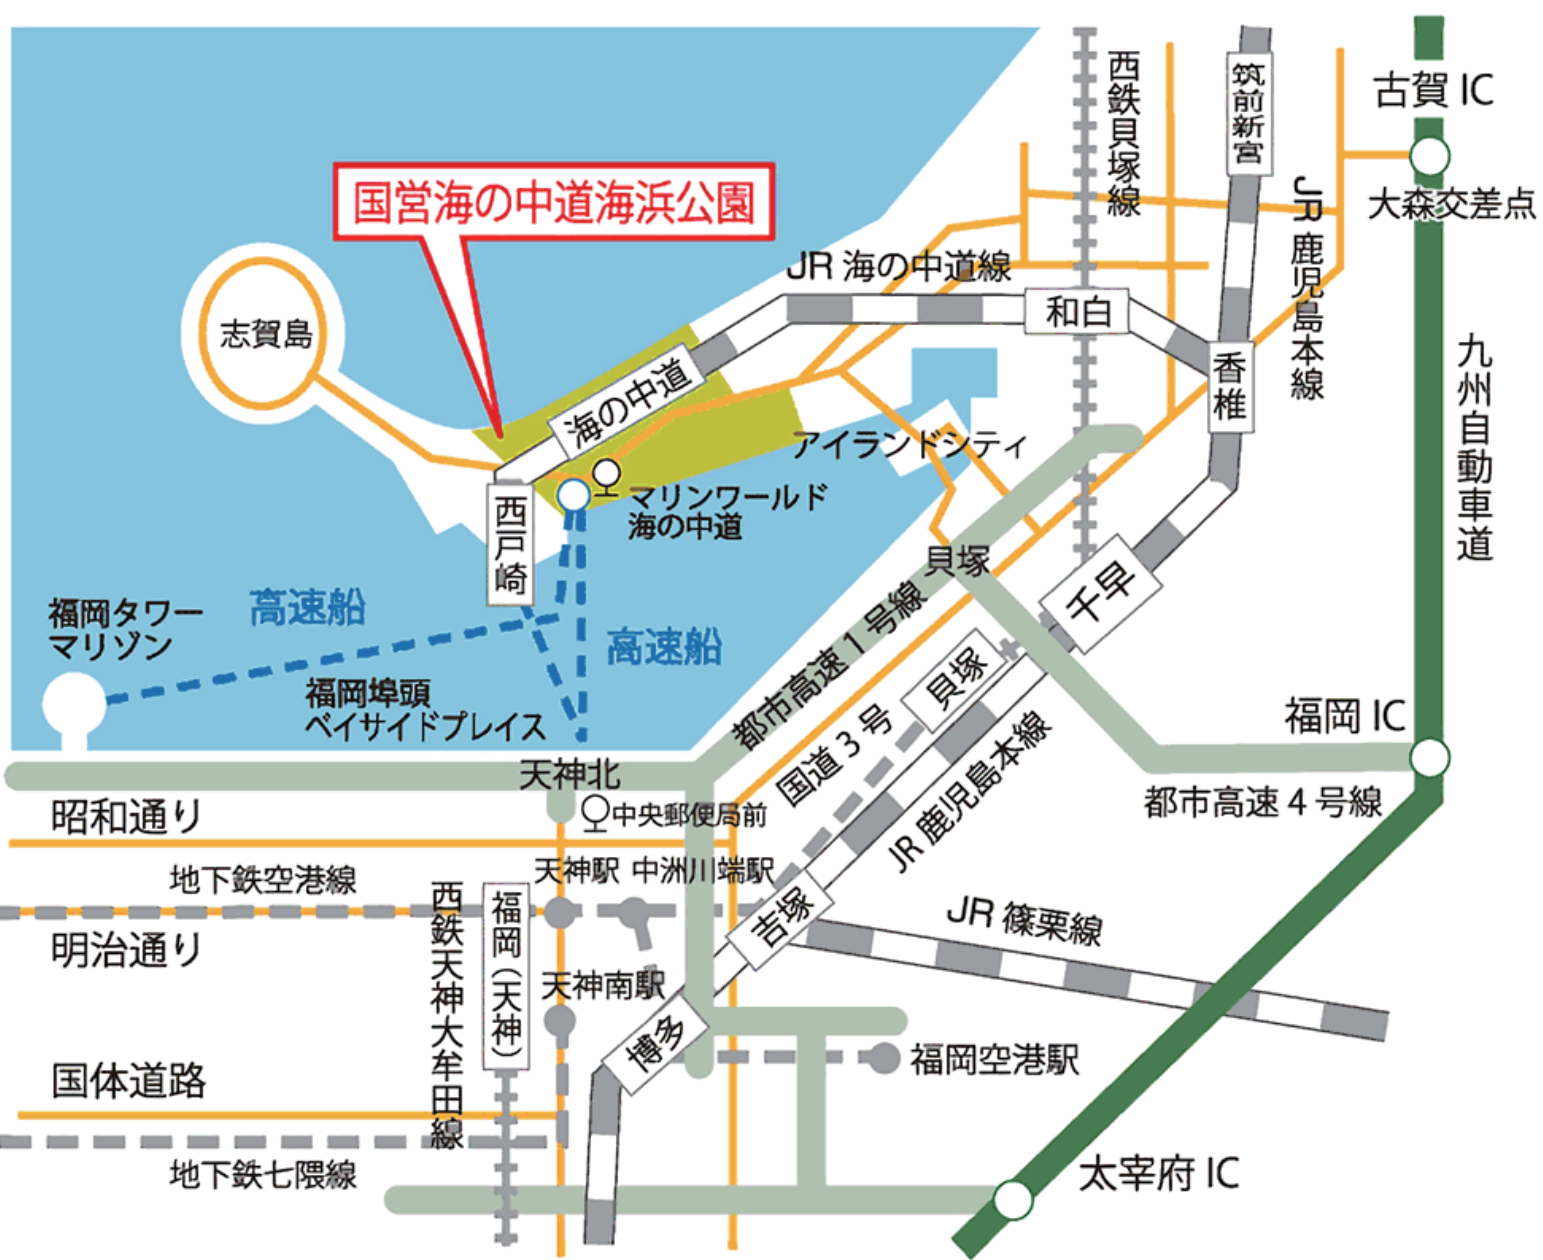 古賀 IC
西鉄貝塚線
筑前新宮
国営海の中道海浜公園
JR 鹿児島本線
大森交差点
JR 海の中道線
志賀島
和白
香椎
九州自動車道
海の中道
アイランドシティ
マリンワールド
海の中道
西戸崎
貝塚
千早
高速船
福岡タワー
マリゾン
高速船
都市高速 1 号線
貝塚
福岡埠頭
ベイサイドプレイス
国道 3 号
福岡 IC
JR 鹿児島本線
天神北
都市高速 4 号線
昭和通り
中央郵便局前
天神駅
中洲川端駅
地下鉄空港線
西鉄天神大牟田線
福岡（天神）
吉塚
JR 篠栗線
明治通り
天神南駅
博多
福岡空港駅
国体道路
地下鉄七隈線
太宰府 IC